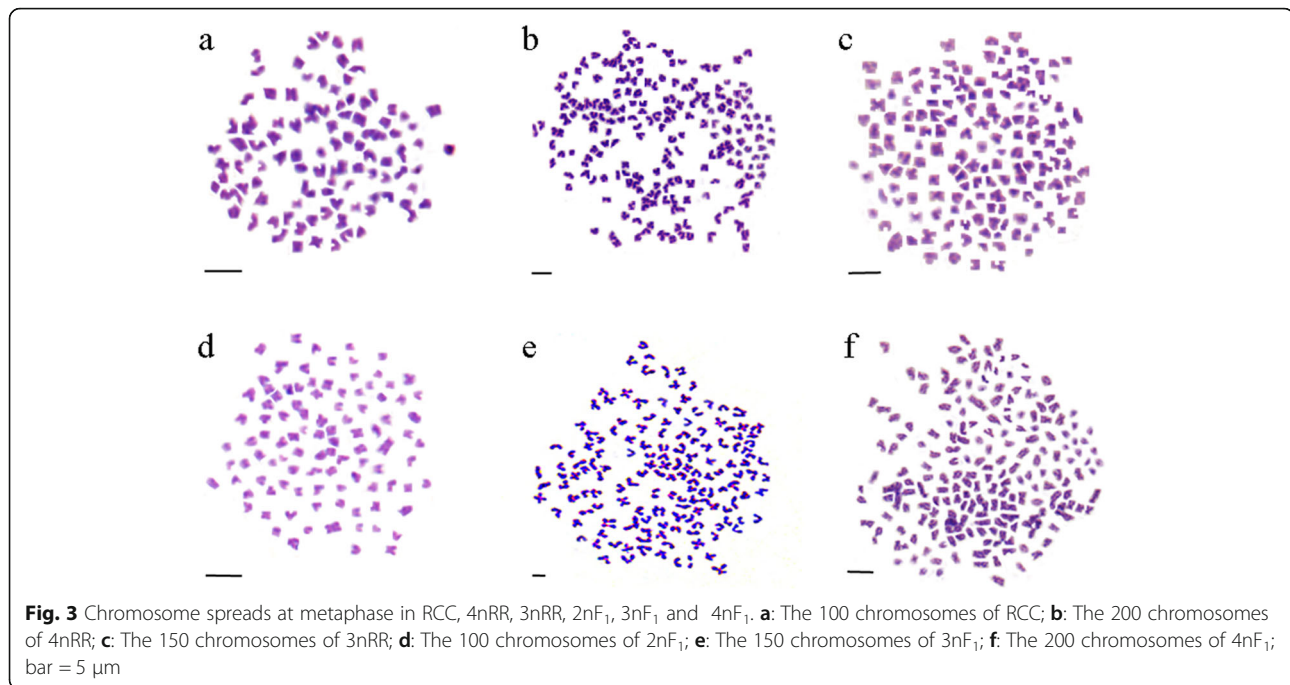 a
b
c
d
e
f
Fig. 3 Chromosome spreads at metaphase in RCC, 4nRR, 3nRR, 2nF₁, 3nF₁ and 4nF₁. a: The 100 chromosomes of RCC; b: The 200 chromosomes
of 4nRR; c: The 150 chromosomes of 3nRR; d: The 100 chromosomes of 2nF₁; e: The 150 chromosomes of 3nF₁; f: The 200 chromosomes of 4nF₁;
bar = 5 μm